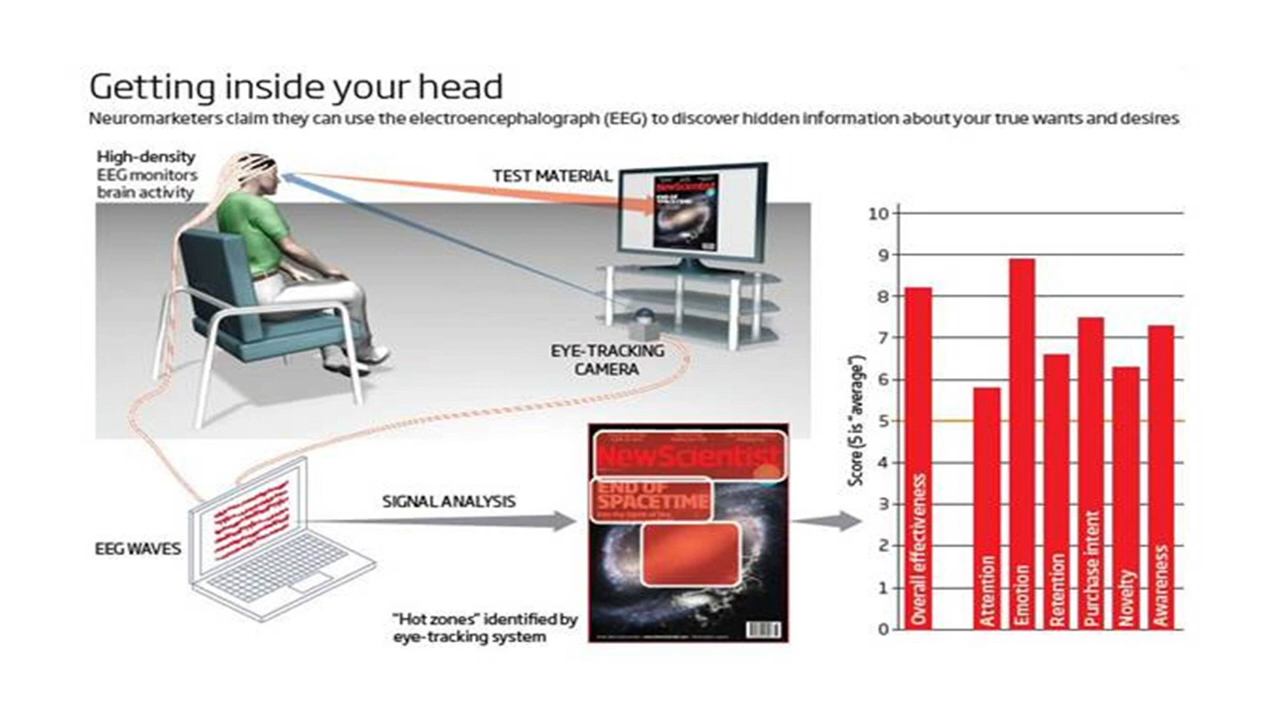 Getting inside your head
Neuromarketers claim they can use the electroencephalograph (EEG) to discover hidden information about your true wants and desires
High-density
EEG monitors
brain activity
TEST MATERIAL
NewScientist
END OF
SPACETIME
EYE-TRACKING
CAMERA
EEG WAVES
SIGNAL ANALYSIS
NewScientist
END OF
SPACETIME
"Hot zones" identified by
eye-tracking system
Score (5 is "average")
10
9
8
7
6
5
4
3
2
1
0
Overall effectiveness
Attention
Emotion
Retention
Purchase intent
Novelty
Awareness